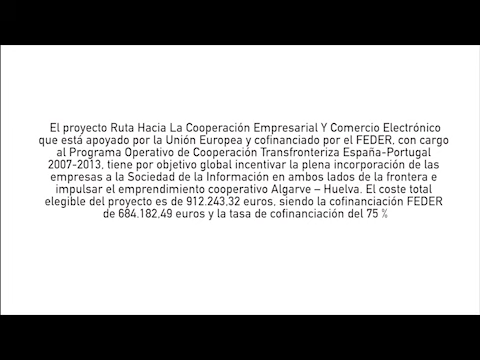 El proyecto Ruta Hacia La Cooperación Empresarial Y Comercio Electrónico
que está apoyado por la Unión Europea y cofinanciado por el FEDER, con cargo
al Programa Operativo de Cooperación Transfronteriza España-Portugal
2007-2013, tiene por objetivo global incentivar la plena incorporación de las
empresas a la Sociedad de la Información en ambos lados de la frontera e
impulsar el emprendimiento cooperativo Algarve – Huelva. El coste total
elegible del proyecto es de 912.243,32 euros, siendo la cofinanciación FEDER
de 684.182,49 euros y la tasa de cofinanciación del 75 %